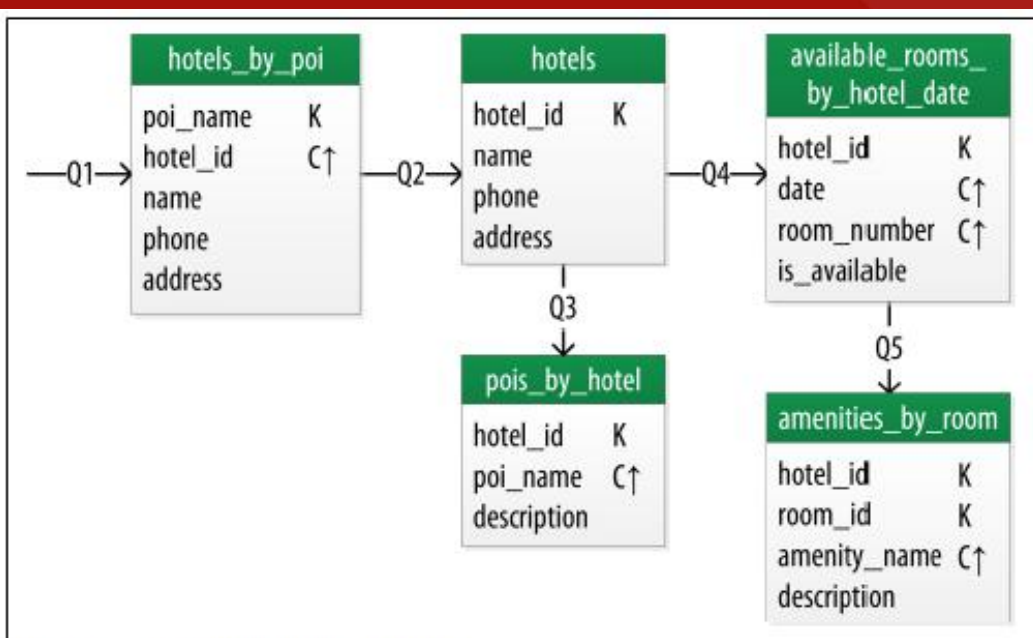 hotels_by_poi
poi_name K
hotel_id C↑
name
phone
address
Q1
Q2
hotels
hotel_id K
name
phone
address
Q3
pois_by_hotel
hotel_id K
poi_name C↑
description
Q4
available_rooms_
by_hotel_date
hotel_id K
date C↑
room_number C↑
is_available
Q5
amenities_by_room
hotel_id K
room_id K
amenity_name C↑
description